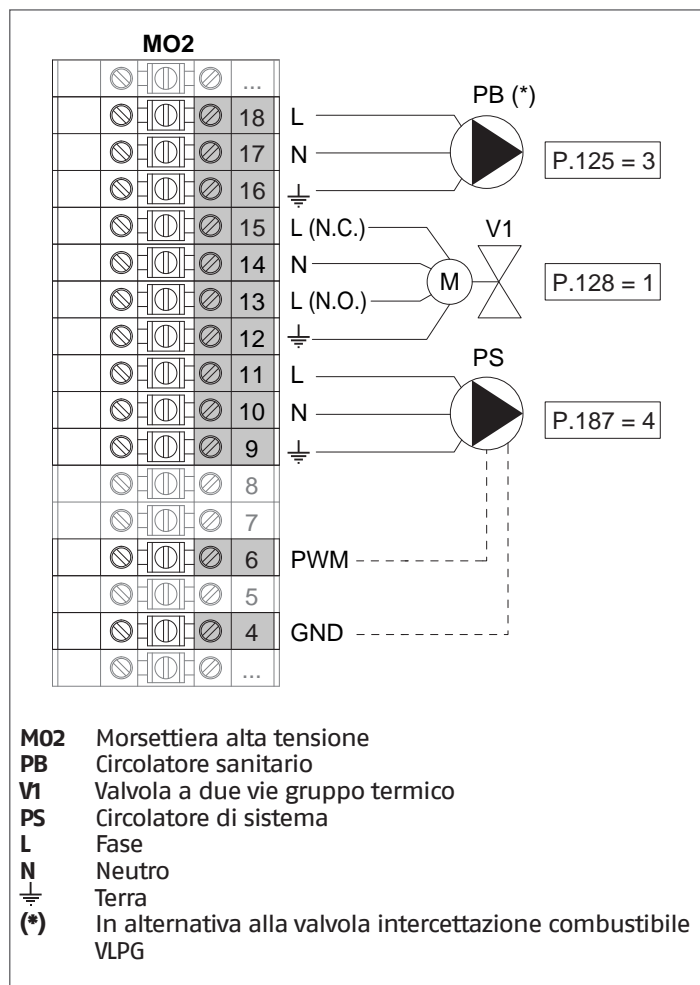 MO2
...
18 L
17 N
16 ⏚
PB (*)
P.125 = 3
15 L (N.C.)
14 N
13 L (N.O.)
12 ⏚
V1
M
P.128 = 1
11 L
10 N
9 ⏚
PS
P.187 = 4
8
7
6 PWM
5
4 GND
...
M02 Morsettiera alta tensione
PB Circolatore sanitario
V1 Valvola a due vie gruppo termico
PS Circolatore di sistema
L Fase
N Neutro
⏚ Terra
(*) In alternativa alla valvola intercettazione combustibile
VLPG